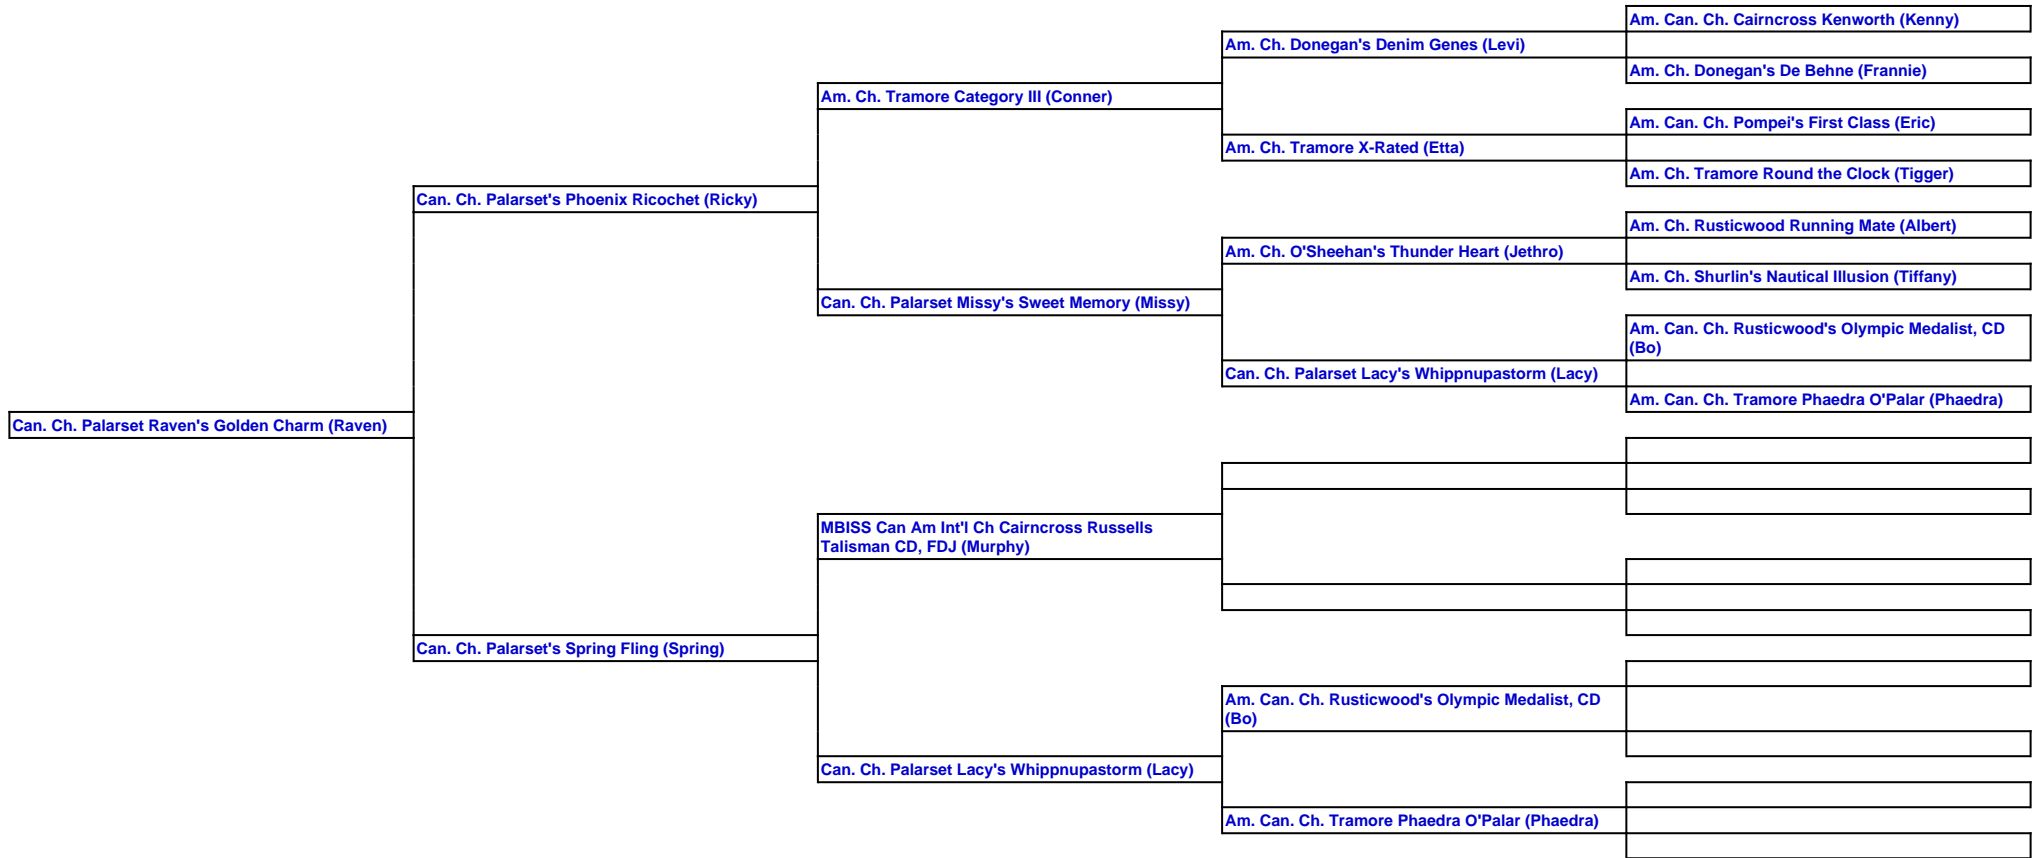 Am. Can. Ch. Cairncross Kenworth (Kenny)
Am. Ch. Donegan's Denim Genes (Levi)
Am. Ch. Donegan's De Behne (Frannie)
Am. Ch. Tramore Category III (Conner)
Am. Can. Ch. Pompei's First Class (Eric)
Am. Ch. Tramore X-Rated (Etta)
Am. Ch. Tramore Round the Clock (Tigger)
Can. Ch. Palarset's Phoenix Ricochet (Ricky)
Am. Ch. Rusticwood Running Mate (Albert)
Am. Ch. O'Sheehan's Thunder Heart (Jethro)
Am. Ch. Shurlin's Nautical Illusion (Tiffany)
Can. Ch. Palarset Missy's Sweet Memory (Missy)
Am. Can. Ch. Rusticwood's Olympic Medalist, CD
(Bo)
Can. Ch. Palarset Lacy's Whippnupastorm (Lacy)
Am. Can. Ch. Tramore Phaedra O'Palar (Phaedra)
Can. Ch. Palarset Raven's Golden Charm (Raven)
MBISS Can Am Int'l Ch Cairncross Russells
Talisman CD, FDJ (Murphy)
Can. Ch. Palarset's Spring Fling (Spring)
Am. Can. Ch. Rusticwood's Olympic Medalist, CD
(Bo)
Can. Ch. Palarset Lacy's Whippnupastorm (Lacy)
Am. Can. Ch. Tramore Phaedra O'Palar (Phaedra)